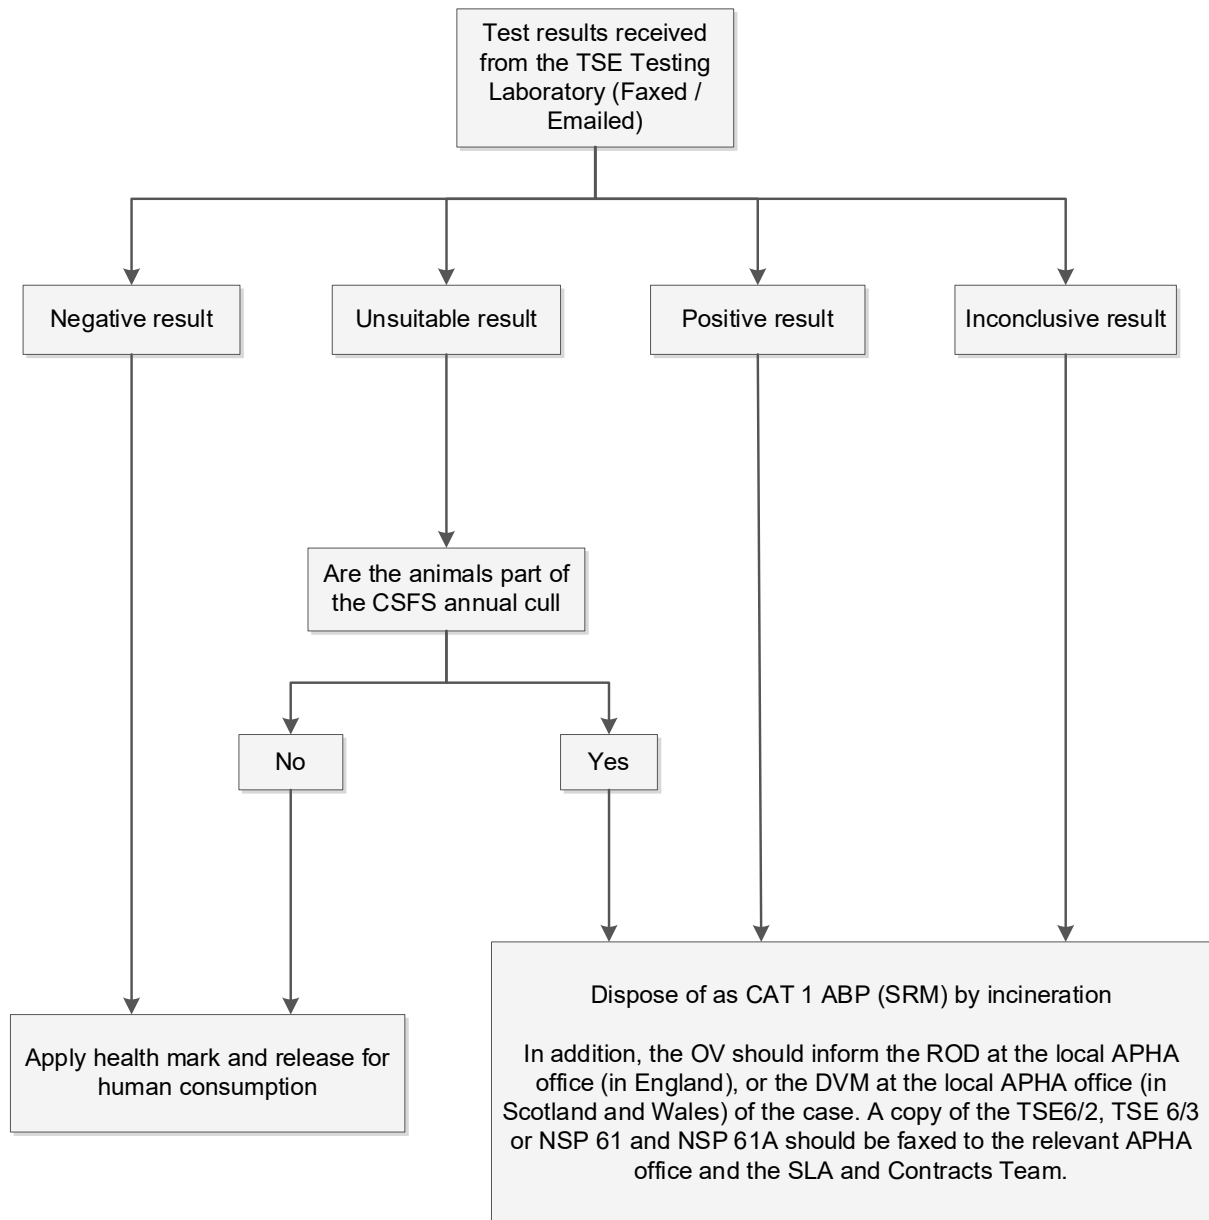 Test results received
from the TSE Testing
Laboratory (Faxed /
Emailed)
Negative result
Unsuitable result
Positive result
Inconclusive result
Are the animals part of
the CSFS annual cull
No
Yes
Apply health mark and release for
human consumption
Dispose of as CAT 1 ABP (SRM) by incineration
In addition, the OV should inform the ROD at the local APHA
office (in England), or the DVM at the local APHA office (in
Scotland and Wales) of the case. A copy of the TSE6/2, TSE 6/3
or NSP 61 and NSP 61A should be faxed to the relevant APHA
office and the SLA and Contracts Team.